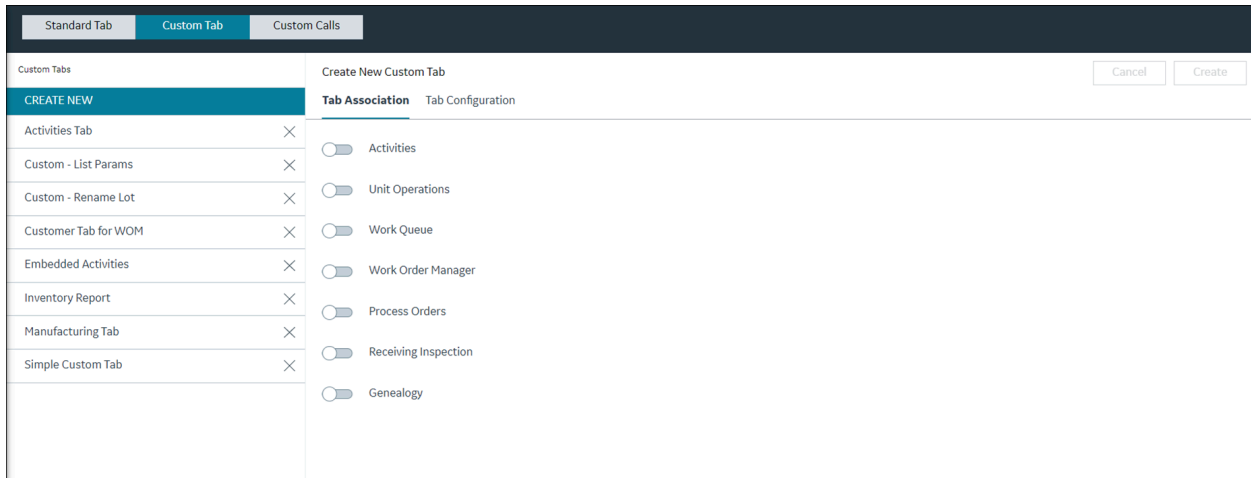 Standard Tab
Custom Tab
Custom Calls
Custom Tabs
CREATE NEW
Activities Tab
Custom - List Params
Custom - Rename Lot
Customer Tab for WOM
Embedded Activities
Inventory Report
Manufacturing Tab
Simple Custom Tab
Create New Custom Tab
Cancel
Create
Tab Association
Tab Configuration
Activities
Unit Operations
Work Queue
Work Order Manager
Process Orders
Receiving Inspection
Genealogy